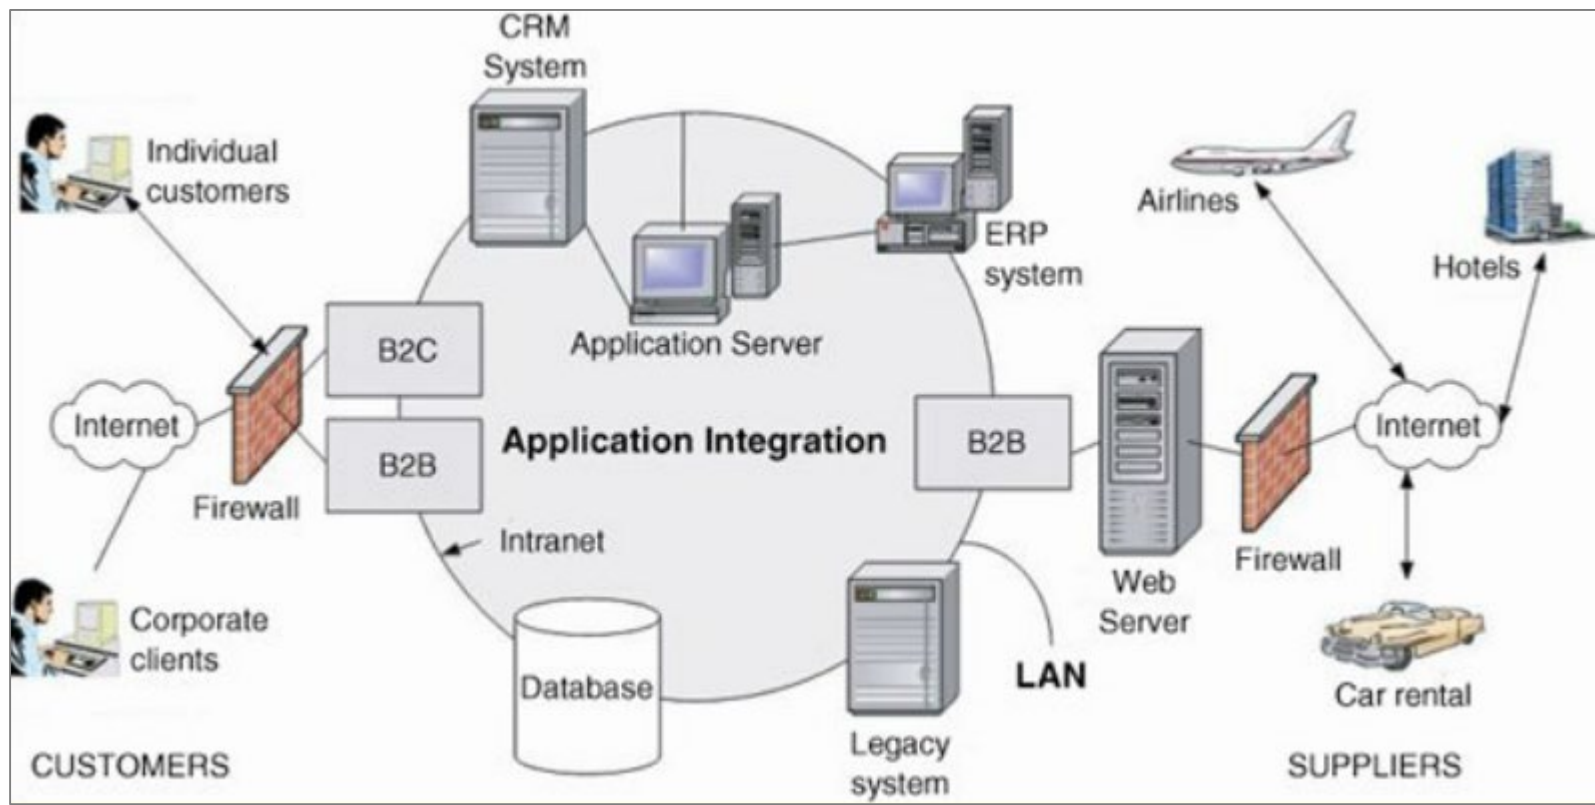 CRM
System
Individual
customers
Airlines
Hotels
ERP
system
Application Server
B2C
Internet
Firewall
B2B
Application Integration
B2B
Internet
Intranet
Firewall
Web
Server
Corporate
clients
Database
LAN
Car rental
Legacy
system
CUSTOMERS
SUPPLIERS